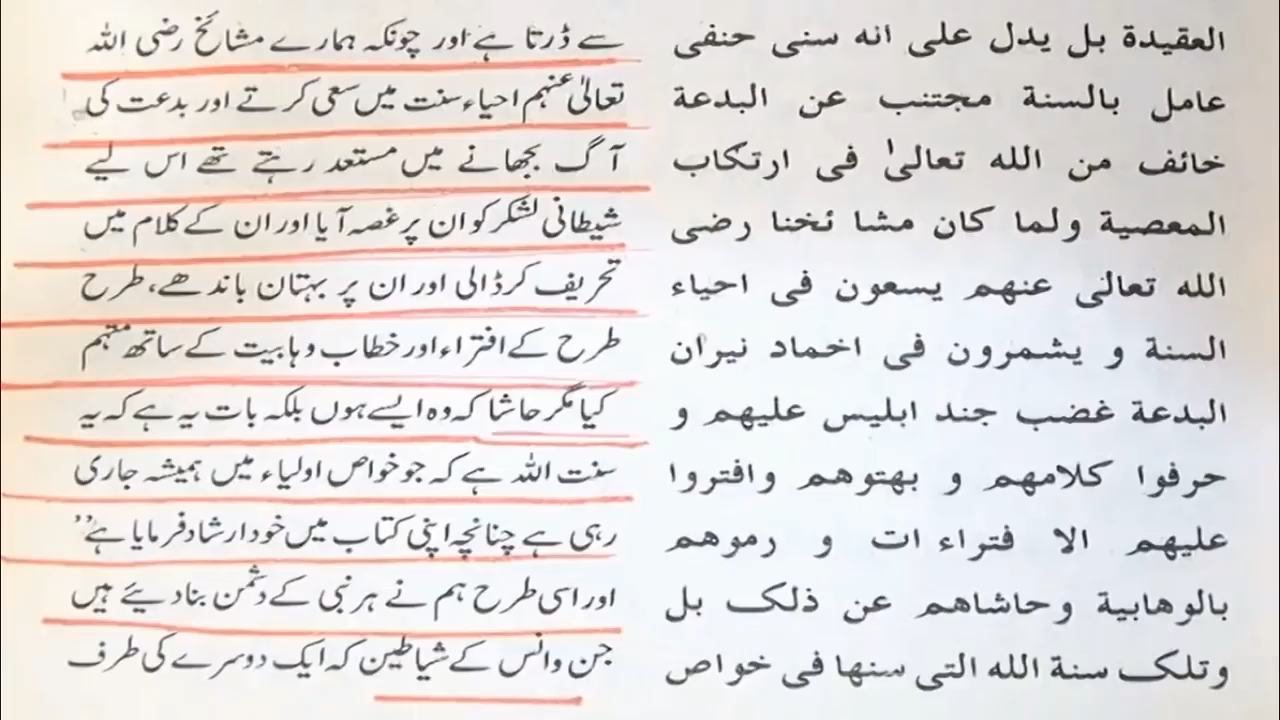 العقيدة بل يدل على انه سنى حنفى
عامل بالسنة مجتنب عن البدعة
خائف من الله تعالىٰ فى ارتكاب
المعصية ولما كان مشا ئخنا رضى
الله تعالى عنهم يسعون فى احياء
السنة و يشمرون فى اخماد نيران
البدعة غضب جند ابليس عليهم و
حرفوا كلامهم و بهتوهم وافتروا
عليهم الا فتراء ات و رموهم
بالوهابية وحاشاهم عن ذلک بل
وتلک سنة الله التى سنها فى خواص
سے ڈرتا ہے اور چونکہ ہمارے مشائخ رضی اللہ
تعالیٰ عنہم احیاء سنت میں سعی کرتے اور بدعت کی
آگ بجھانے میں مستعد رہتے تھے اس لیے
شیطانی لشکر کو ان پر غصہ آیا اور ان کے کلام میں
تحریف کر ڈالی اور ان پر بہتان باندھے، طرح
طرح کے افتراء اور خطاب وہابیت کے ساتھ متہم
کیا مگر حاشا کہ وہ ایسے ہوں بلکہ بات یہ ہے کہ یہ
سنت اللہ ہے کہ جو خواص اولیاء میں ہمیشہ جاری
رہی ہے چنانچہ اپنی کتاب میں خود ارشاد فرمایا ہے”
اور اسی طرح ہم نے ہر نبی کے دشمن بنا دیئے ہیں
جن و انس کے شیاطین کہ ایک دوسرے کی طرف